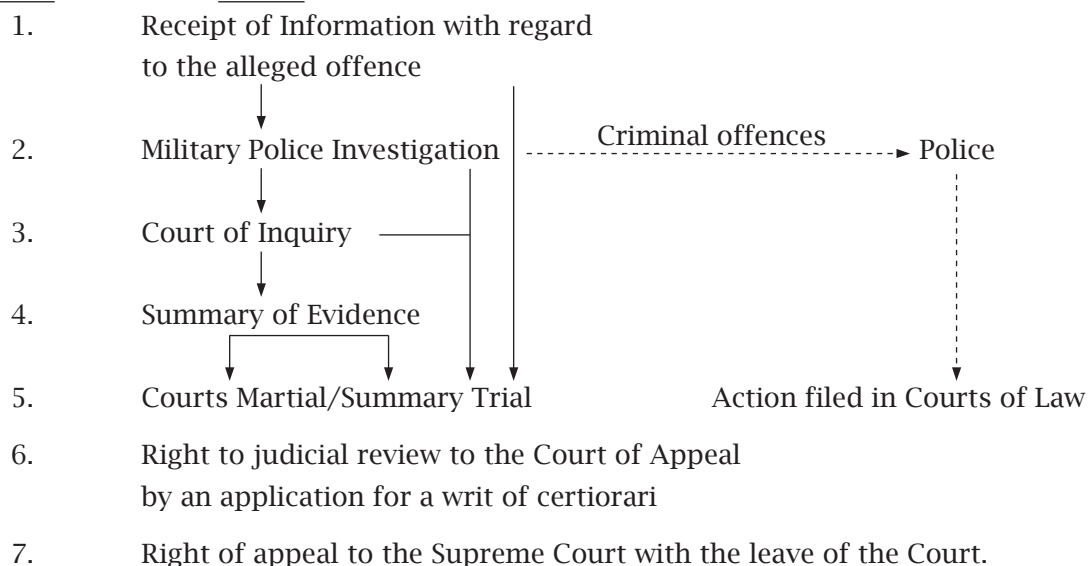 1. Receipt of Information with regard
to the alleged offence
2. Military Police Investigation Criminal offences Police
3. Court of Inquiry
4. Summary of Evidence
5. Courts Martial/Summary Trial Action filed in Courts of Law
6. Right to judicial review to the Court of Appeal
by an application for a writ of certiorari
7. Right of appeal to the Supreme Court with the leave of the Court.